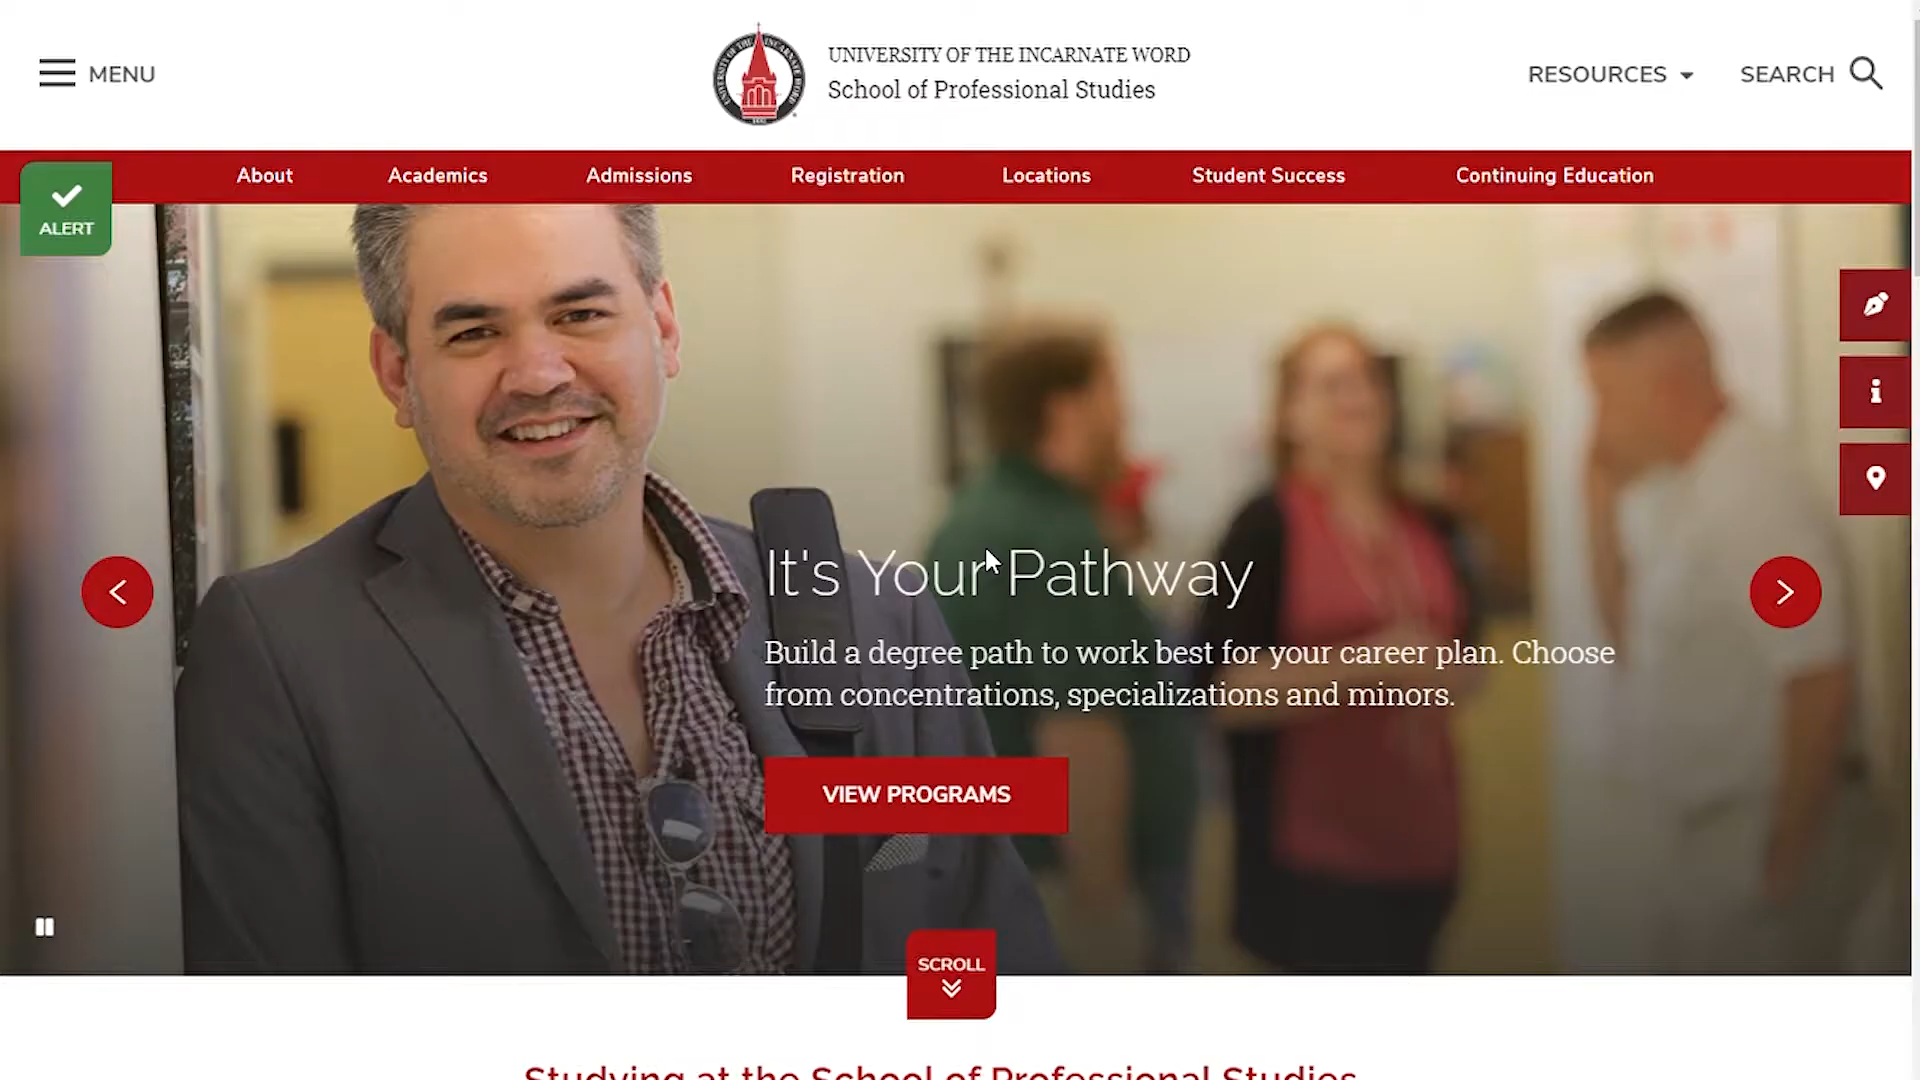 MENU
UNIVERSITY OF THE INCARNATE WORD
School of Professional Studies
RESOURCES
SEARCH
About
Academics
Admissions
Registration
Locations
Student Success
Continuing Education
ALERT
It's Your Pathway
Build a degree path to work best for your career plan. Choose
from concentrations, specializations and minors.
VIEW PROGRAMS
SCROLL
Studying at the School of Professional Studies